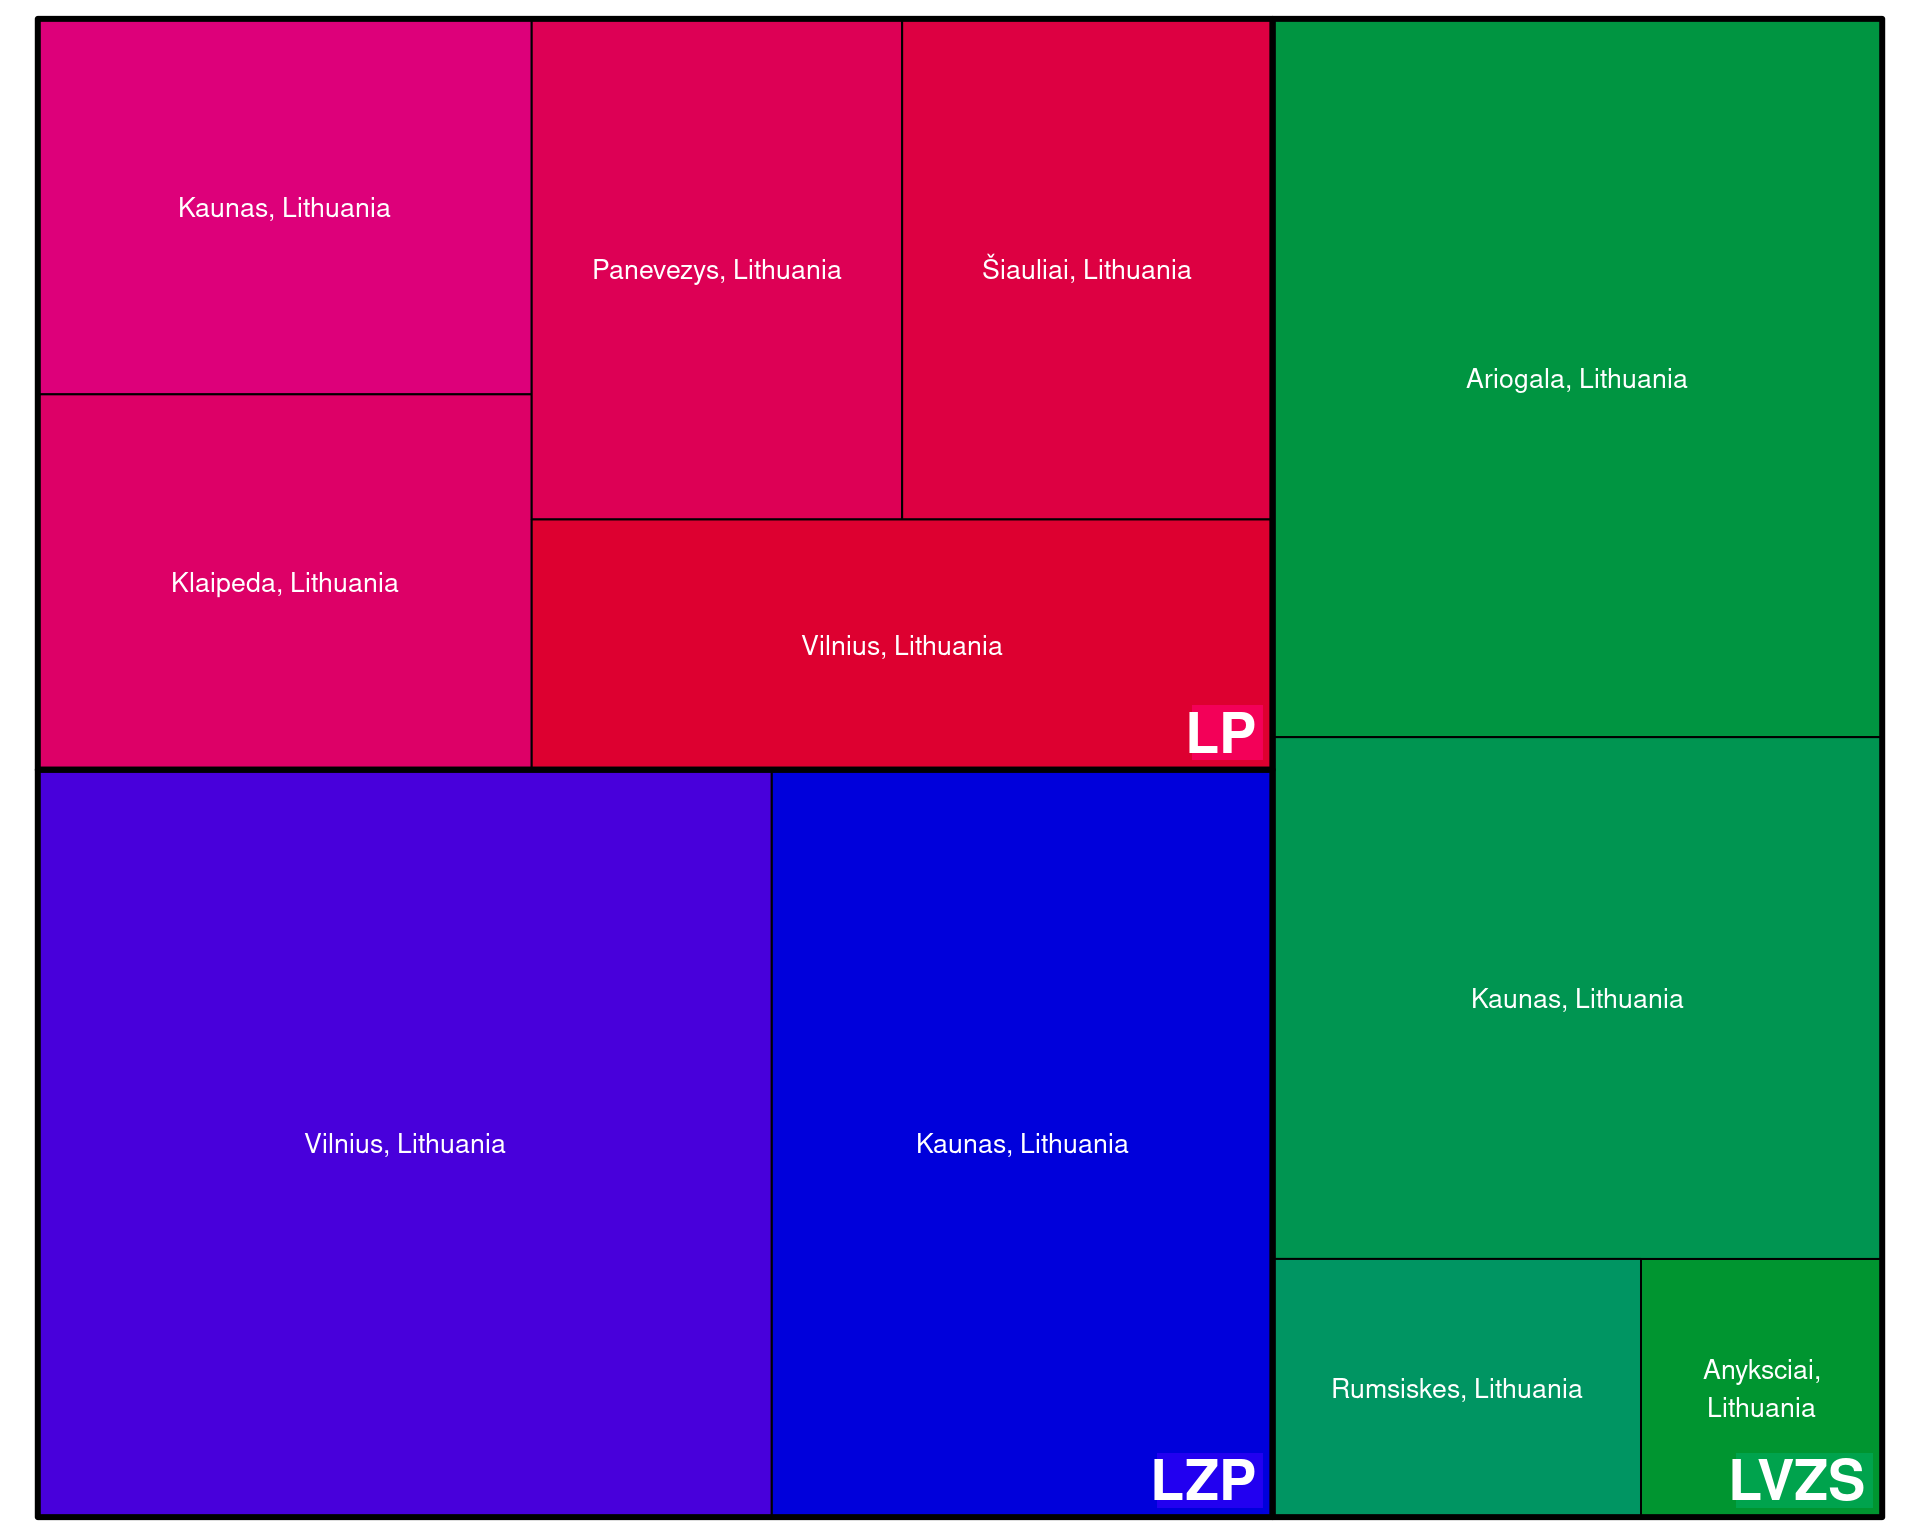 Kaunas, Lithuania
Panevezys, Lithuania
Šiauliai, Lithuania
Klaipeda, Lithuania
Vilnius, Lithuania
LP
Vilnius, Lithuania
Kaunas, Lithuania
LZP
Ariogala, Lithuania
Kaunas, Lithuania
Rumsiskes, Lithuania
Anyksciai,
Lithuania
LVZS